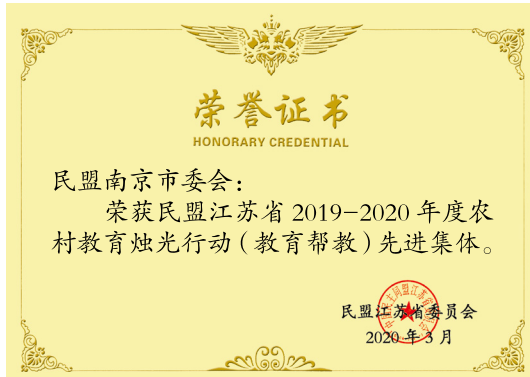 荣誉证书
HONORARY CREDENTIAL
民盟南京市委会：
荣获民盟江苏省2019-2020年度农
村教育烛光行动（教育帮教）先进集体。
民盟江苏省委员会
2020年3月